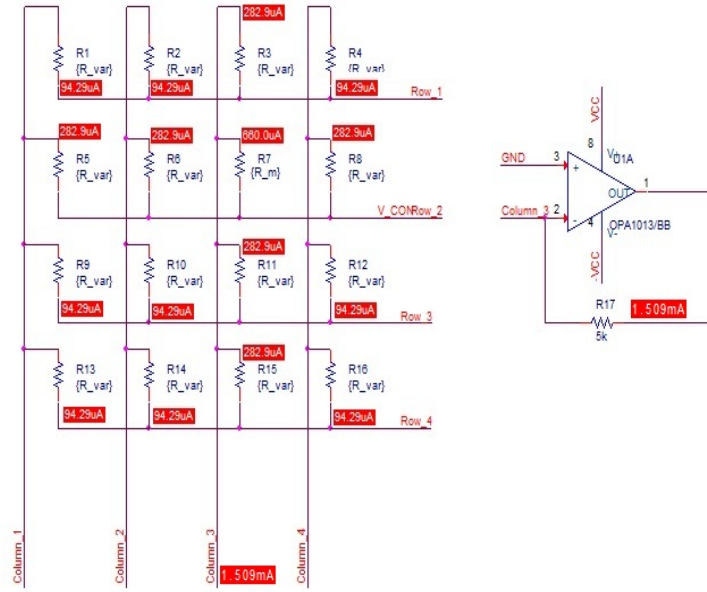 282.9uA
R1 R2 R3 R4
{R_var} {R_var} {R_var} {R_var}
94.29uA 94.29uA 94.29uA
Row_1
282.9uA 282.9uA 660.0uA 282.9uA
R5 R6 R7 R8
{R_var} {R_var} {R_m} {R_var}
V_CON Row_2
282.9uA
R9 R10 R11 R12
{R_var} {R_var} {R_var} {R_var}
94.29uA 94.29uA 94.29uA
Row_3
282.9uA
R13 R14 R15 R16
{R_var} {R_var} {R_var} {R_var}
94.29uA 94.29uA 94.29uA
Row_4
Column_1 Column_2 Column_3 Column_4
1.509mA
VCC
8
V+ U1A
GND 3
+
OUT 1
Column_3 2
-
4 OPA1013/BB
V-
-VCC
R17 1.509mA
5k